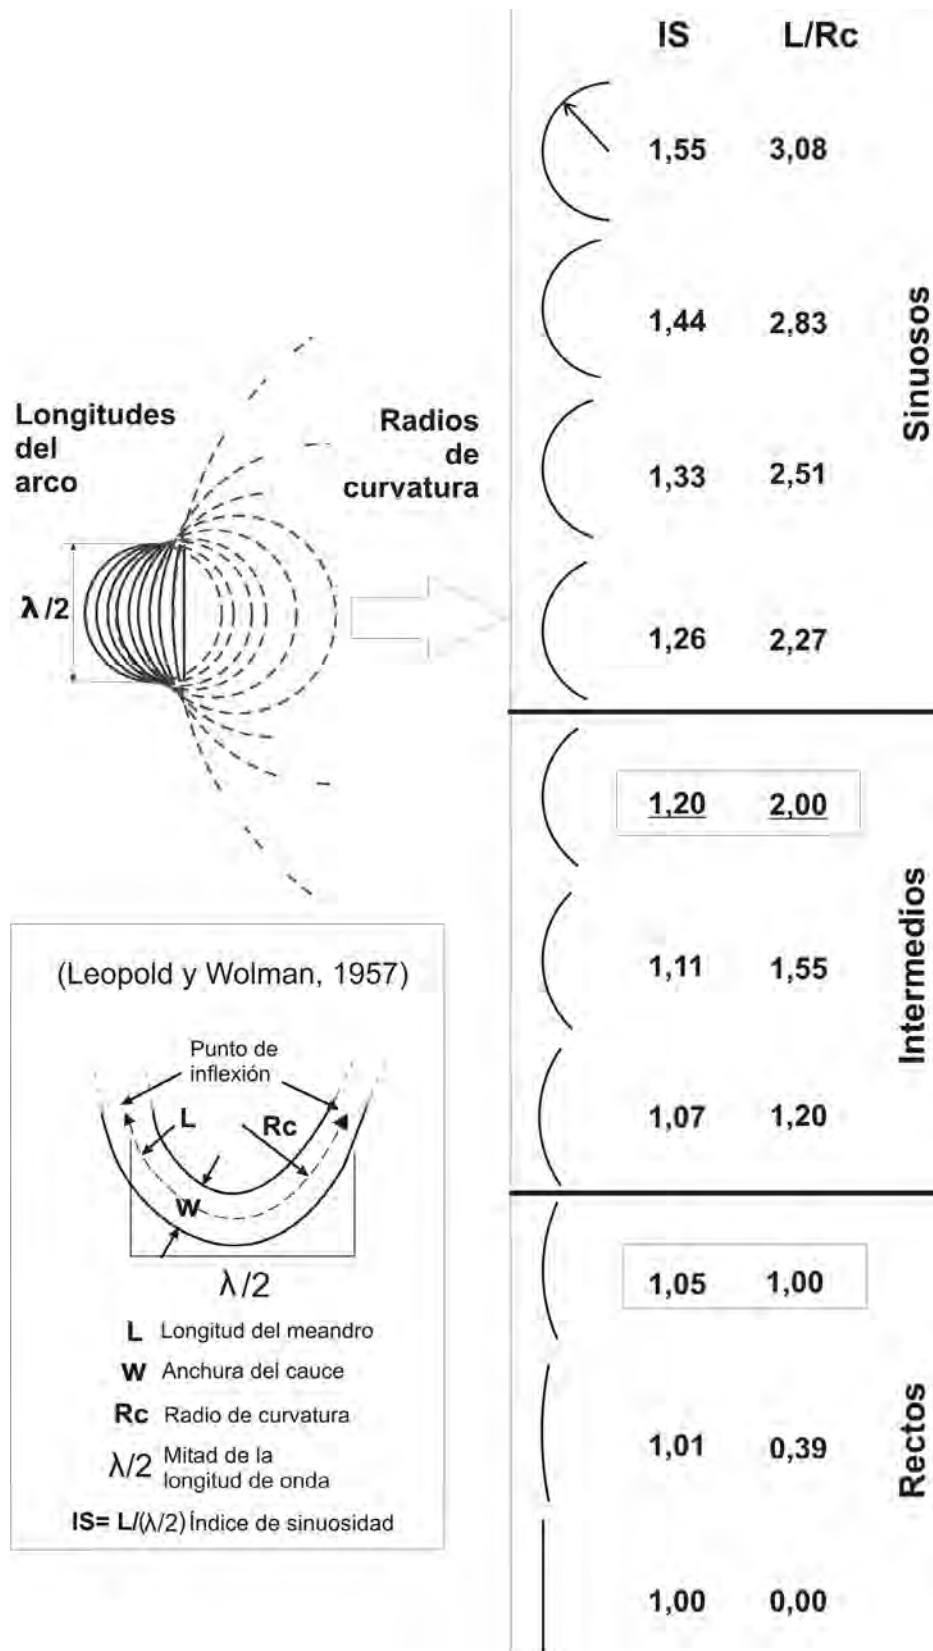 IS L/Rc
1,55 3,08
1,44 2,83
1,33 2,51
1,26 2,27
Sinuosos
1,20 2,00
1,11 1,55
1,07 1,20
Intermedios
1,05 1,00
1,01 0,39
1,00 0,00
Rectos
Longitudes
del
arco
Radios
de
curvatura
λ/2
(Leopold y Wolman, 1957)
Punto de
inflexión
L
Rc
W
λ/2
L Longitud del meandro
W Anchura del cauce
Rc Radio de curvatura
λ/2 Mitad de la
longitud de onda
IS= L/(λ/2) Índice de sinuosidad